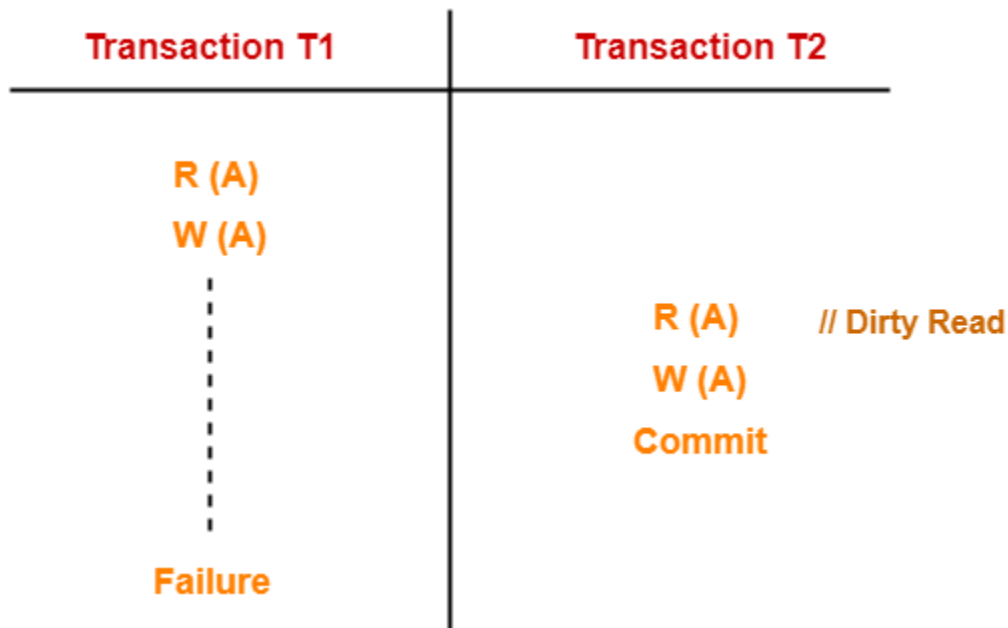 Transaction T1 Transaction T2
R (A)
W (A)
R (A) // Dirty Read
W (A)
Commit
Failure